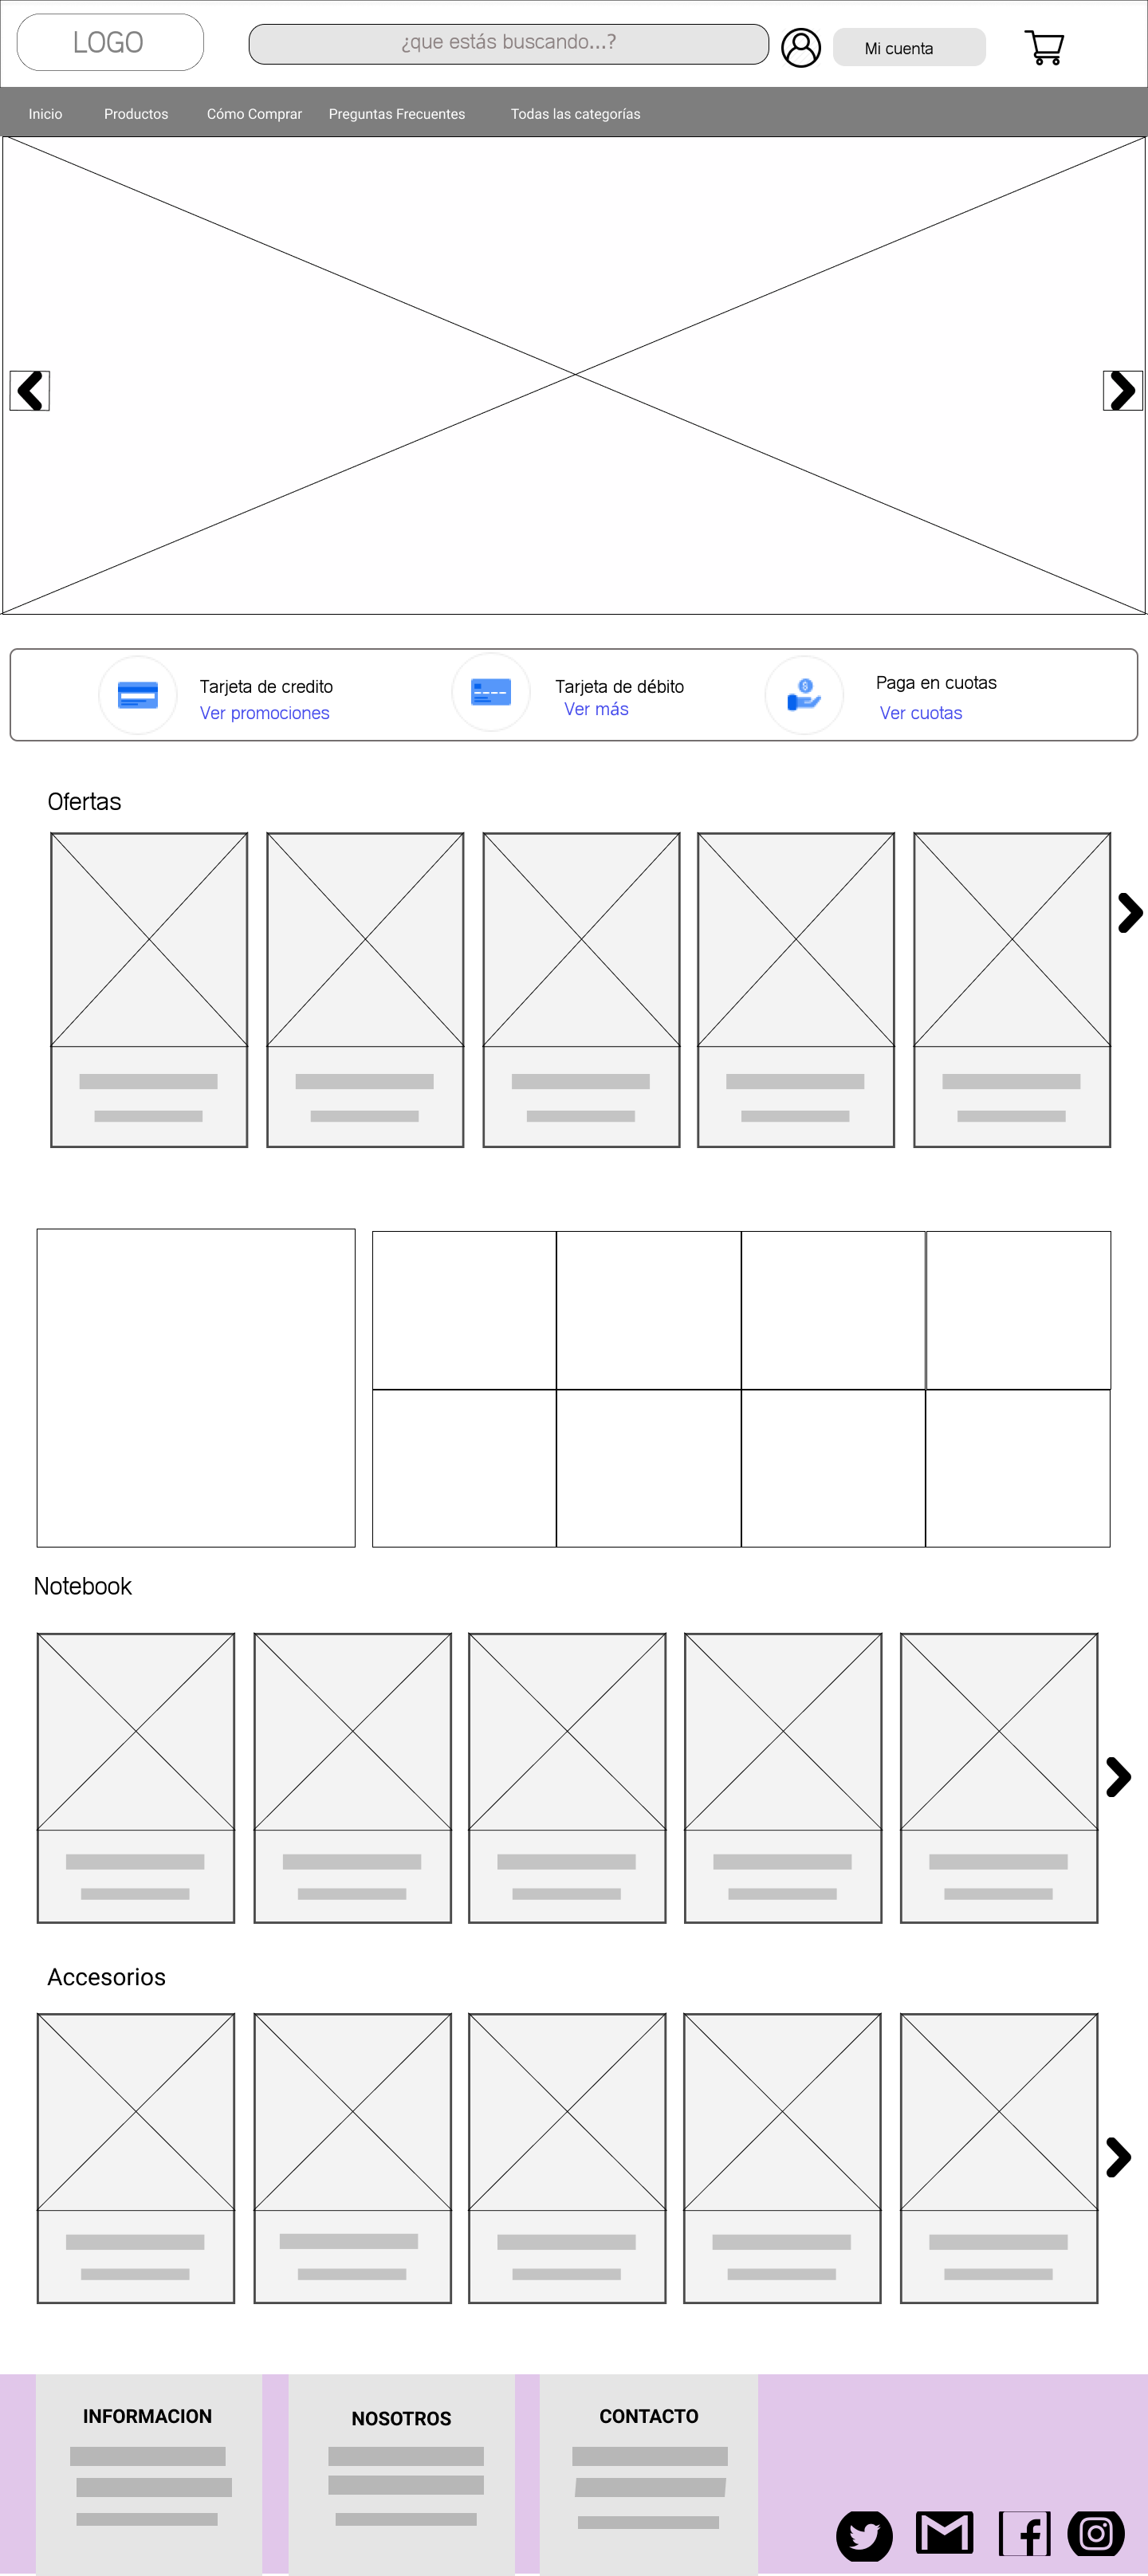 LOGO
¿que estás buscando...?
Mi cuenta
Inicio
Productos
Cómo Comprar
Preguntas Frecuentes
Todas las categorías
Tarjeta de credito
Ver promociones
Tarjeta de débito
Ver más
Paga en cuotas
Ver cuotas
Ofertas
Notebook
Accesorios
INFORMACION
NOSOTROS
CONTACTO